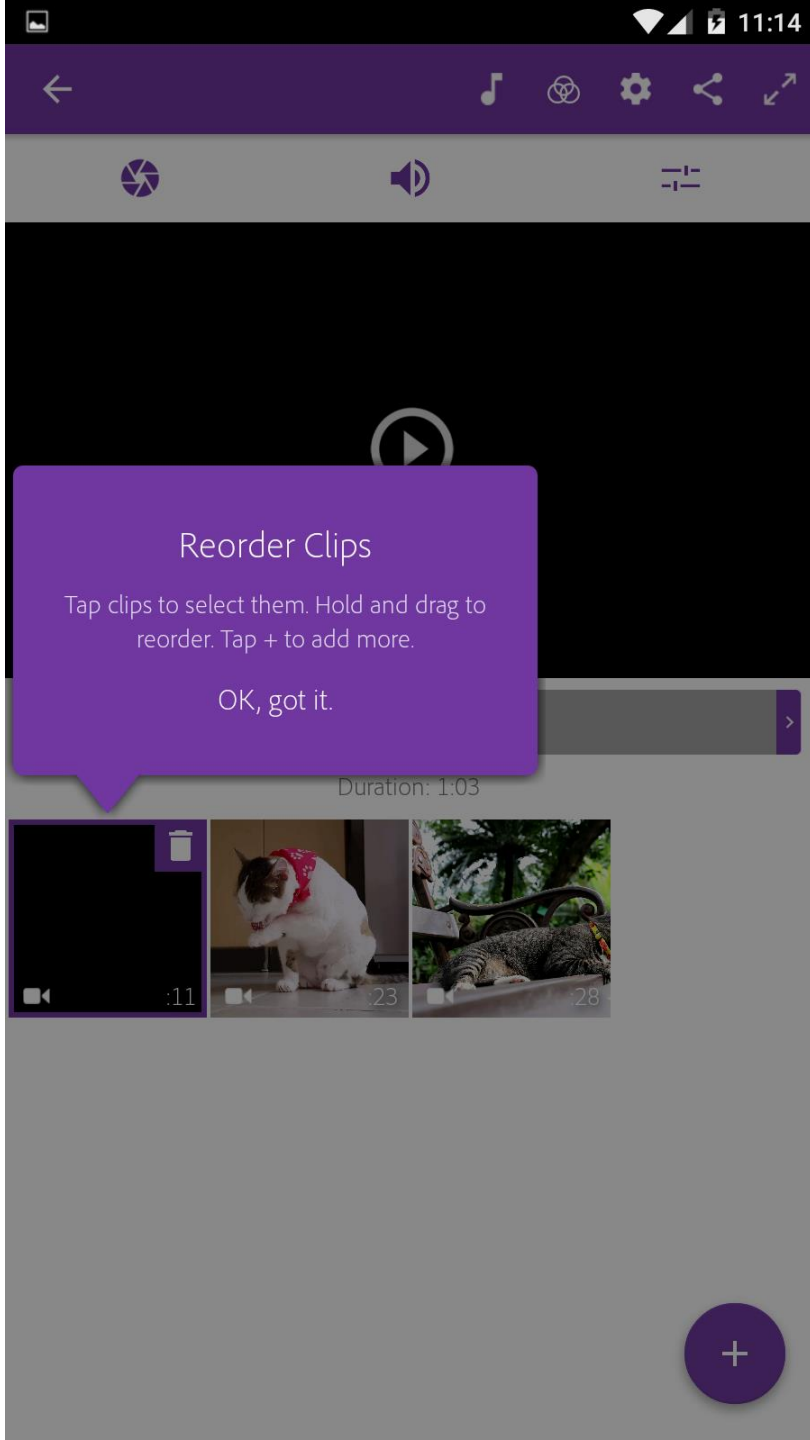 11:14
Reorder Clips
Tap clips to select them. Hold and drag to
reorder. Tap + to add more.
OK, got it.
Duration: 1:03
:11
:23
:28